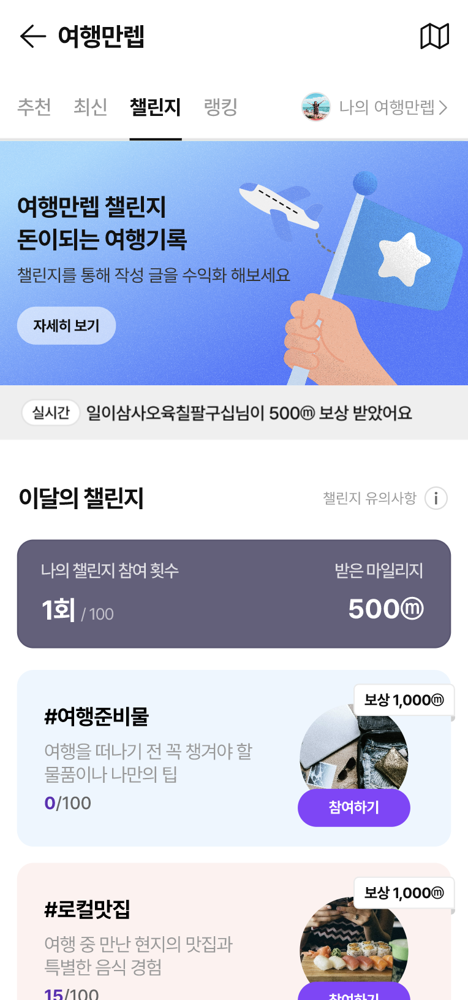 여행만렙
추천 최신 챌린지 랭킹 나의 여행만렙
여행만렙 챌린지
돈이되는 여행기록
챌린지를 통해 작성 글을 수익화 해보세요
자세히 보기
실시간 일이삼사오육칠팔구십님이 500ⓜ 보상 받았어요
이달의 챌린지 챌린지 유의사항 i
나의 챌린지 참여 횟수 받은 마일리지
1회 / 100 500ⓜ
보상 1,000ⓜ
#여행준비물
여행을 떠나기 전 꼭 챙겨야 할
물품이나 나만의 팁
0/100
참여하기
보상 1,000ⓜ
#로컬맛집
여행 중 만난 현지의 맛집과
특별한 음식 경험
15/100
참여하기